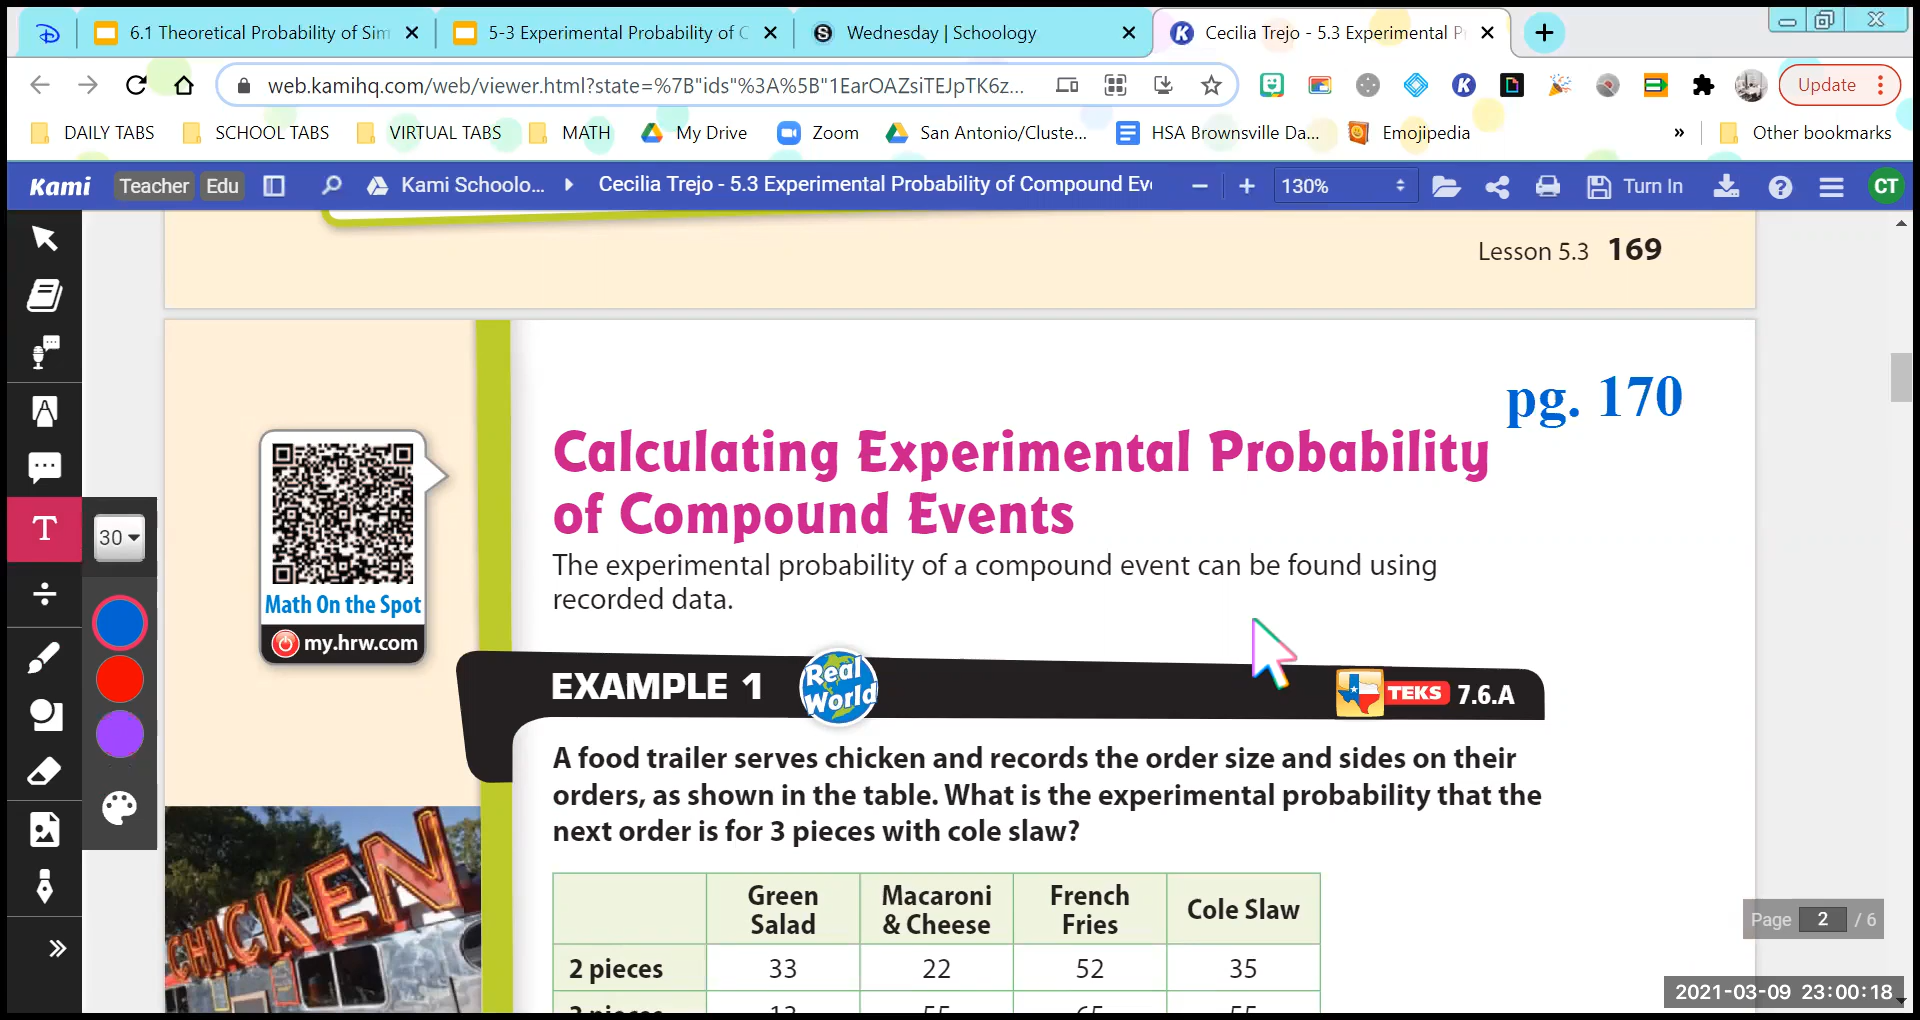 6.1 Theoretical Probability of Sim
5-3 Experimental Probability of C
Wednesday | Schoology
Cecilia Trejo - 5.3 Experimental P
web.kamihq.com/web/viewer.html?state=%7B"ids"%3A%5B"1EarOAZsiTEJpTK6z...
Update
DAILY TABS
SCHOOL TABS
VIRTUAL TABS
MATH
My Drive
Zoom
San Antonio/Cluste...
HSA Brownsville Da...
Emojipedia
»
Other bookmarks
Kami
Teacher
Edu
Kami Schoolo...
Cecilia Trejo - 5.3 Experimental Probability of Compound Eve
130%
Turn In
CT
Lesson 5.3 169
pg. 170
Calculating Experimental Probability
of Compound Events
The experimental probability of a compound event can be found using
recorded data.
T
30
Math On the Spot
my.hrw.com
EXAMPLE 1
Real
World
TEKS 7.6.A
A food trailer serves chicken and records the order size and sides on their
orders, as shown in the table. What is the experimental probability that the
next order is for 3 pieces with cole slaw?
CHICKEN
Green
Salad
Macaroni
& Cheese
French
Fries
Cole Slaw
2 pieces 33 22 52 35
Page 2 / 6
2021-03-09 23:00:18